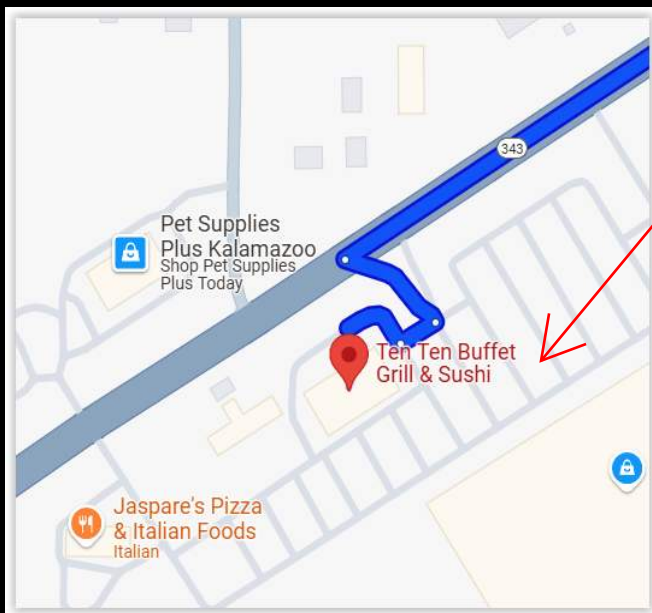 343
Pet Supplies
Plus Kalamazoo
Shop Pet Supplies
Plus Today
Ten Ten Buffet
Grill & Sushi
Jaspare's Pizza
& Italian Foods
Italian